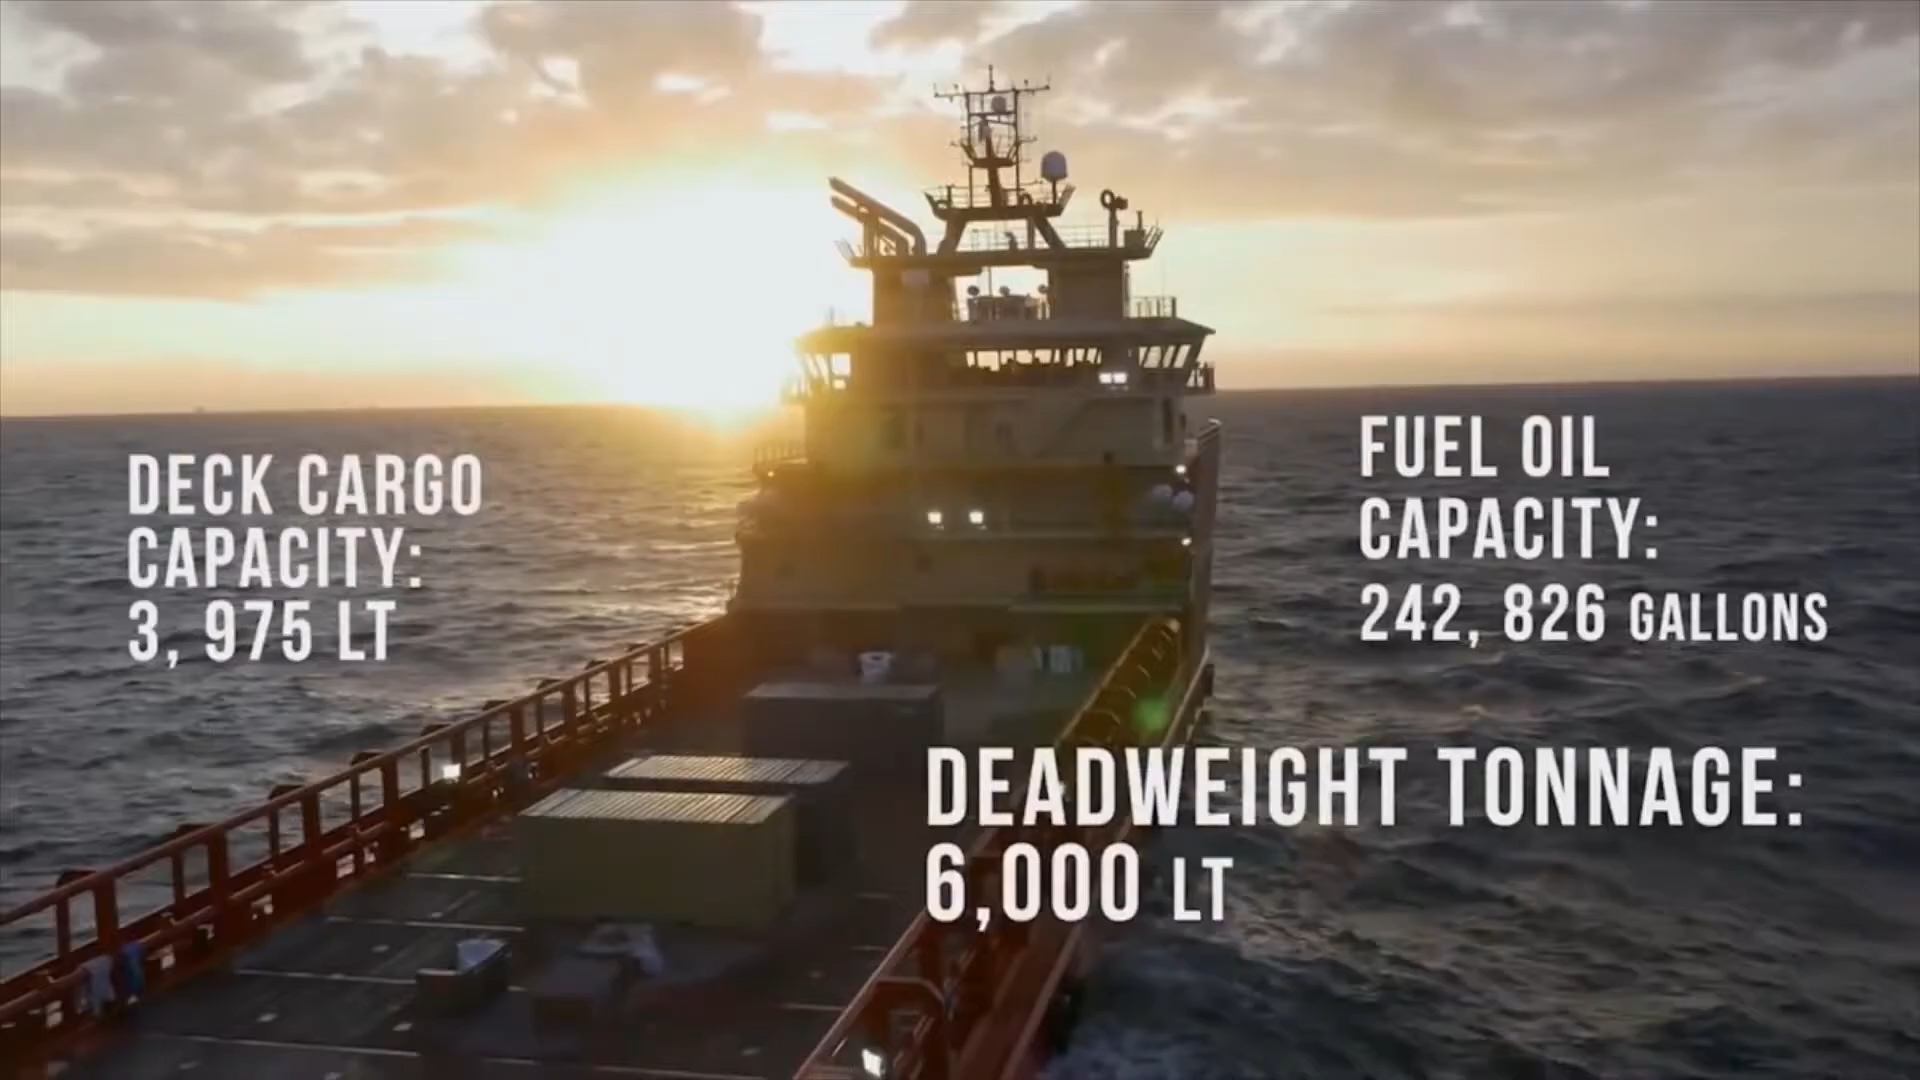 DECK CARGO
CAPACITY:
3, 975 LT
FUEL OIL
CAPACITY:
242, 826 GALLONS
DEADWEIGHT TONNAGE:
6,000 LT